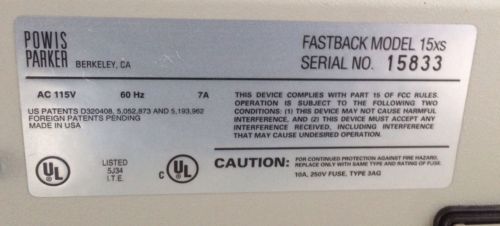 POWIS
PARKER
BERKELEY, CA
FASTBACK MODEL 15xs
SERIAL NO. 15833
AC 115V 60 Hz 7A
US PATENTS D320408, 5,052,873 AND 5,193,962
FOREIGN PATENTS PENDING
MADE IN USA
THIS DEVICE COMPLIES WITH PART 15 OF FCC RULES.
OPERATION IS SUBJECT TO THE FOLLOWING TWO
CONDITIONS: (1) THIS DEVICE MAY NOT CAUSE HARMFUL
INTERFERENCE, AND (2) THIS DEVICE MUST ACCEPT
ANY INTERFERENCE RECEIVED, INCLUDING INTERFERENCE
THAT MAY CAUSE UNDESIRED OPERATION.
UL
LISTED
5J34
I.T.E.
C UL
CAUTION: FOR CONTINUED PROTECTION AGAINST FIRE HAZARD,
REPLACE ONLY WITH SAME TYPE AND RATING OF FUSE.
10A, 250V FUSE, TYPE 3AG